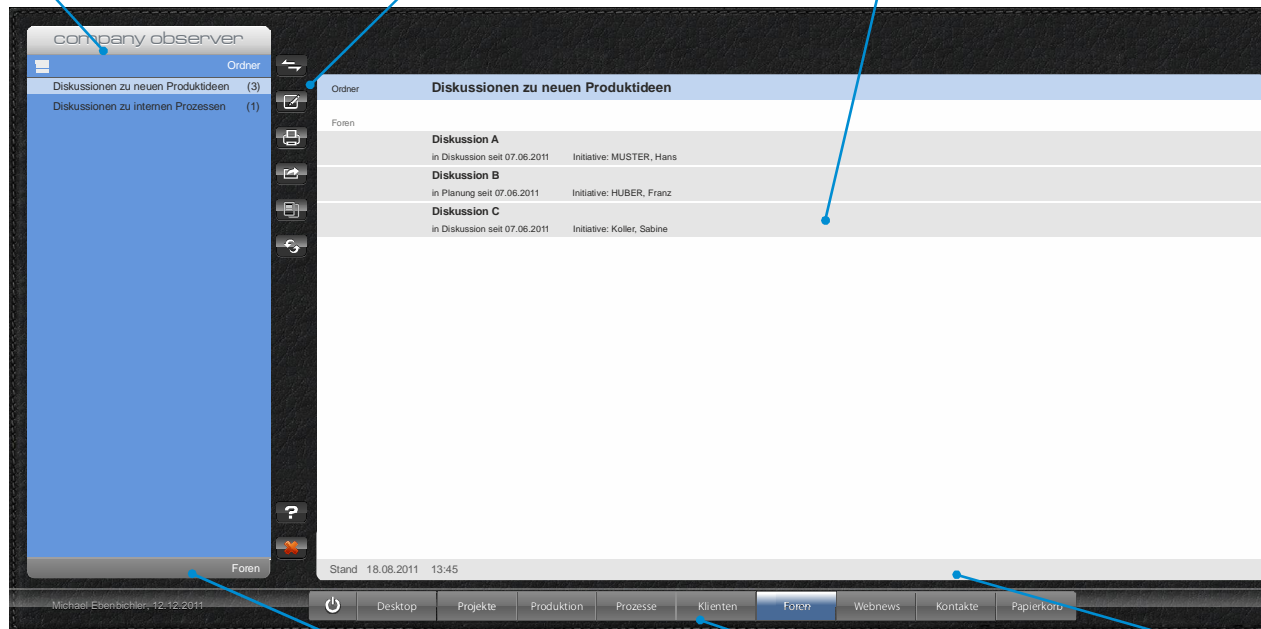 company observer
Ordner
Diskussionen zu neuen Produktideen (3)
Diskussionen zu internen Prozessen (1)
Ordner Diskussionen zu neuen Produktideen
Foren
Diskussion A
in Diskussion seit 07.06.2011 Initiative: MUSTER, Hans
Diskussion B
in Planung seit 07.06.2011 Initiative: HUBER, Franz
Diskussion C
in Diskussion seit 07.06.2011 Initiative: Koller, Sabine
?
Foren
Stand 18.08.2011 13:45
Michael Ebenbichler, 12.12.2011
Desktop Projekte Produktion Prozesse Klienten Foren Webnews Kontakte Papierkorb